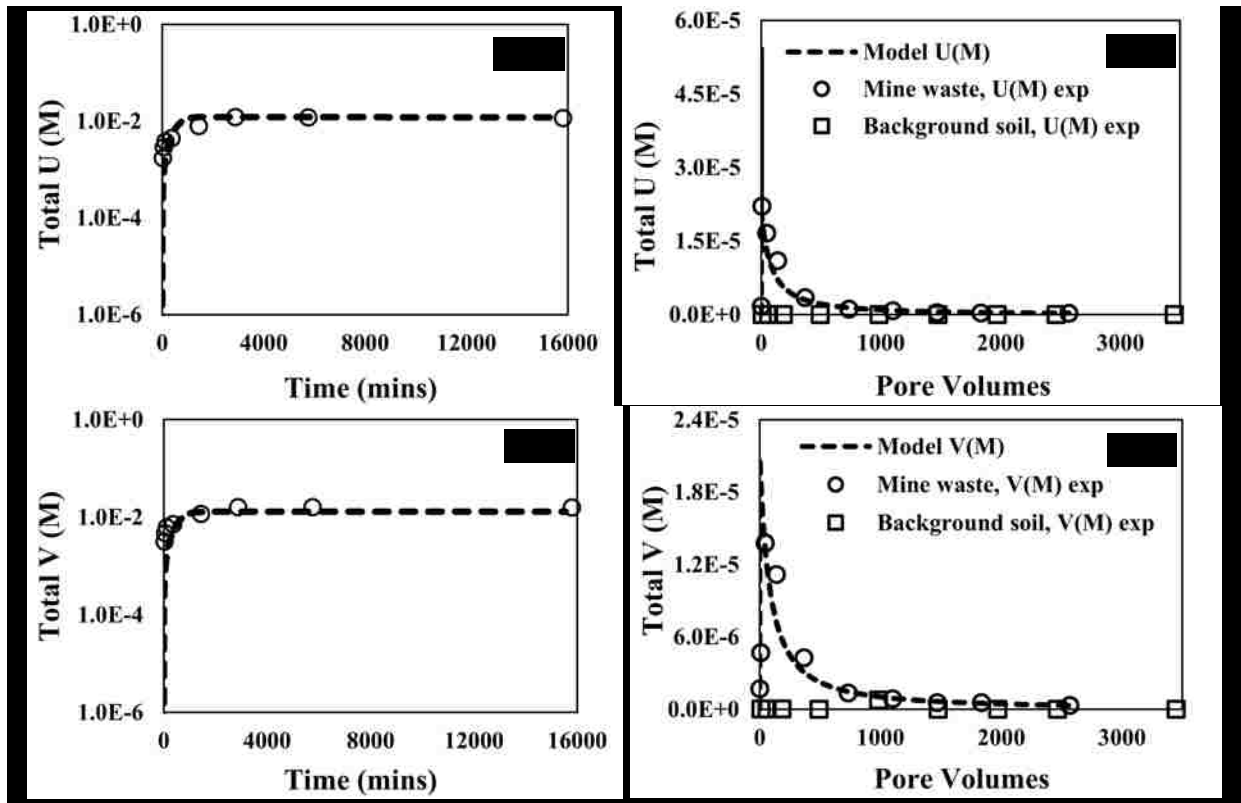 1.0E+0
1.0E-2
1.0E-4
1.0E-6
Total U (M)
0 4000 8000 12000 16000
Time (mins)
6.0E-5
4.5E-5
3.0E-5
1.5E-5
0.0E+0
Total U (M)
Model U(M)
Mine waste, U(M) exp
Background soil, U(M) exp
0 1000 2000 3000
Pore Volumes
1.0E+0
1.0E-2
1.0E-4
1.0E-6
Total V (M)
0 4000 8000 12000 16000
Time (mins)
2.4E-5
1.8E-5
1.2E-5
6.0E-6
0.0E+0
Total V (M)
Model V(M)
Mine waste, V(M) exp
Background soil, V(M) exp
0 1000 2000 3000
Pore Volumes